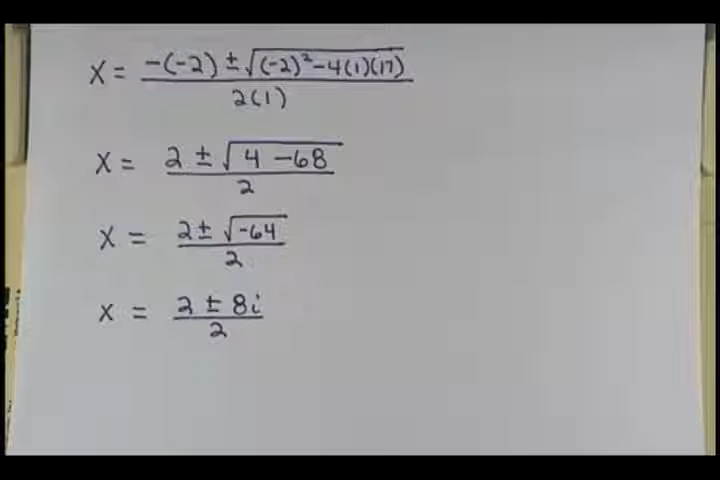 x = -(-2) ± √((-2)² - 4(1)(17)) / 2(1)
x = 2 ± √(4 - 68) / 2
x = 2 ± √(-64) / 2
x = 2 ± 8i / 2